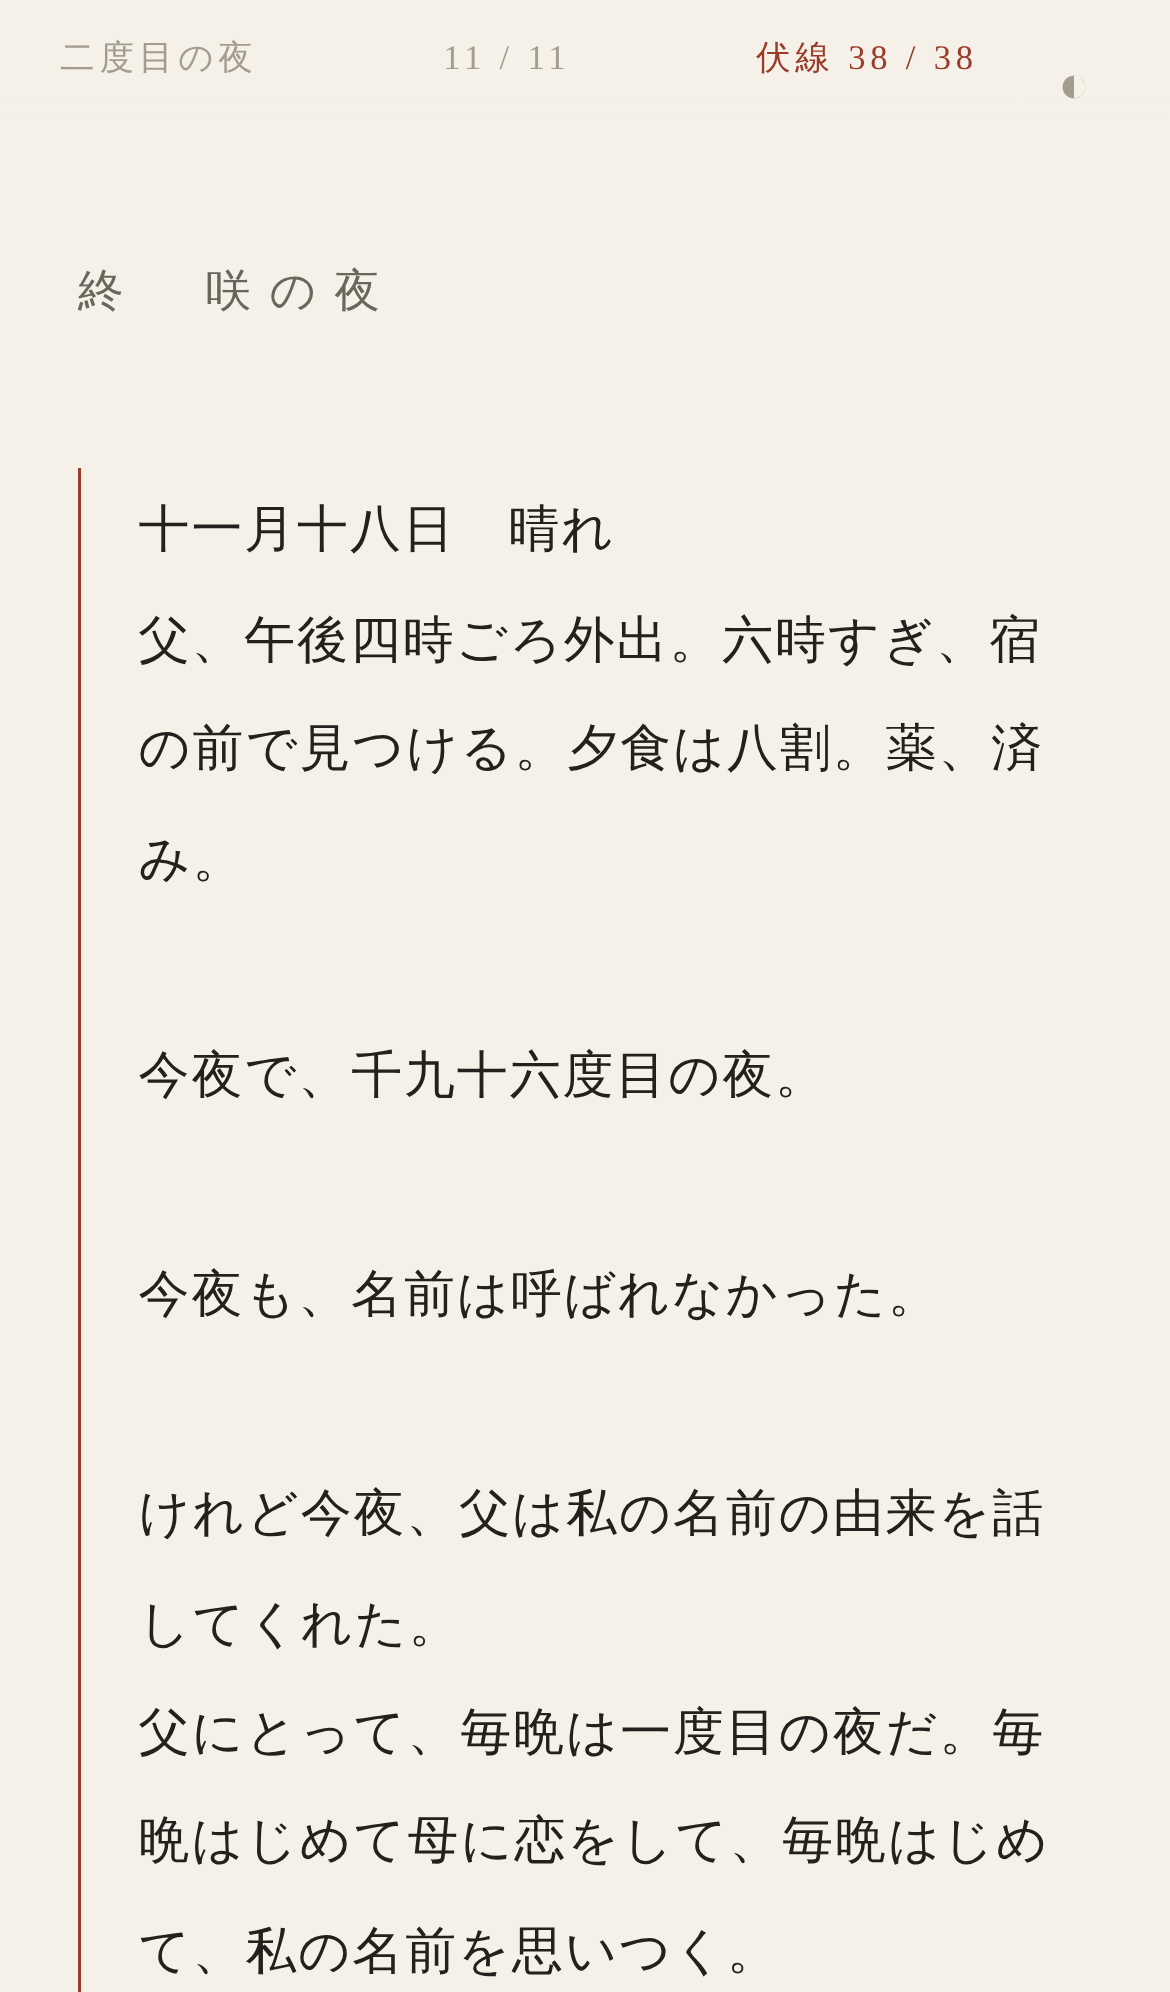 二度目の夜 11 / 11 伏線 38 / 38
終　咲の夜
十一月十八日　晴れ
父、午後四時ごろ外出。六時すぎ、宿
の前で見つける。夕食は八割。薬、済
み。
今夜で、千九十六度目の夜。
今夜も、名前は呼ばれなかった。
けれど今夜、父は私の名前の由来を話
してくれた。
父にとって、毎晩は一度目の夜だ。毎
晩はじめて母に恋をして、毎晩はじめ
て、私の名前を思いつく。